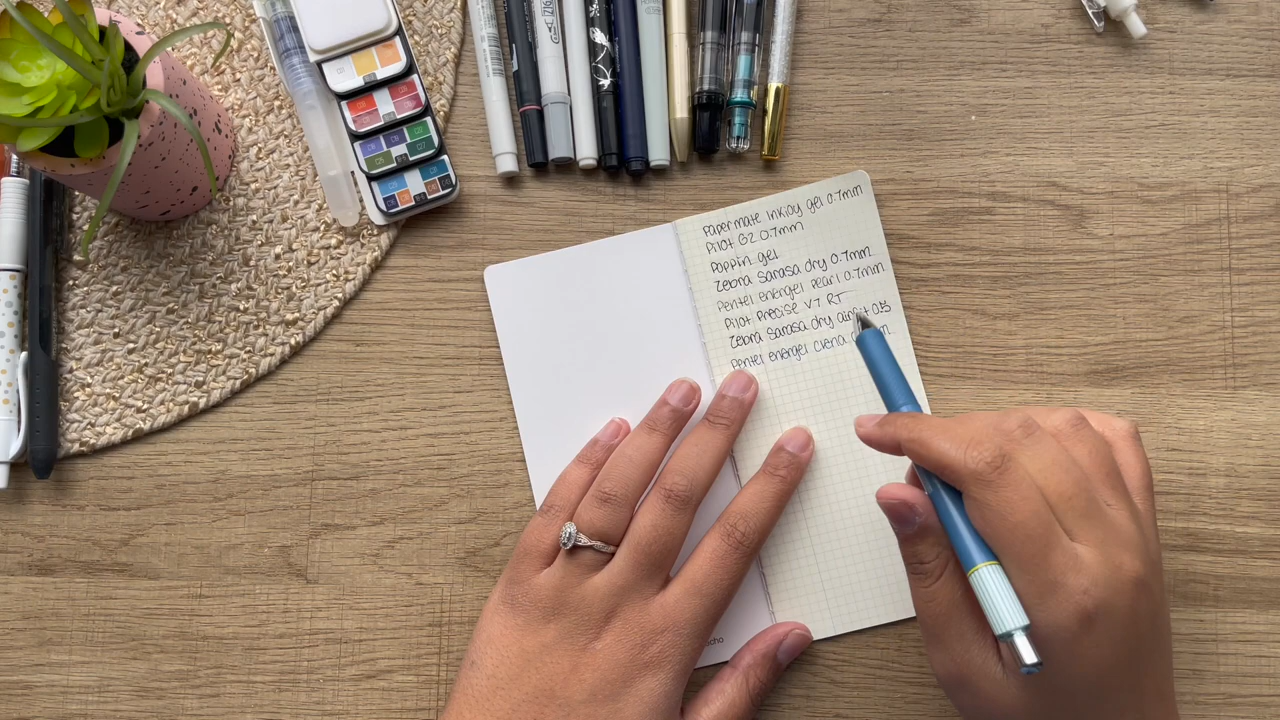 Papermate Inkjoy gel 0.7mm
Pilot G2 0.7mm
Poppin gel
Zebra Sarasa dry 0.7mm
Pentel energel pearl 0.7mm
Pilot Precise V7 RT
Zebra Sarasa dry 0.5
Pentel energel clena